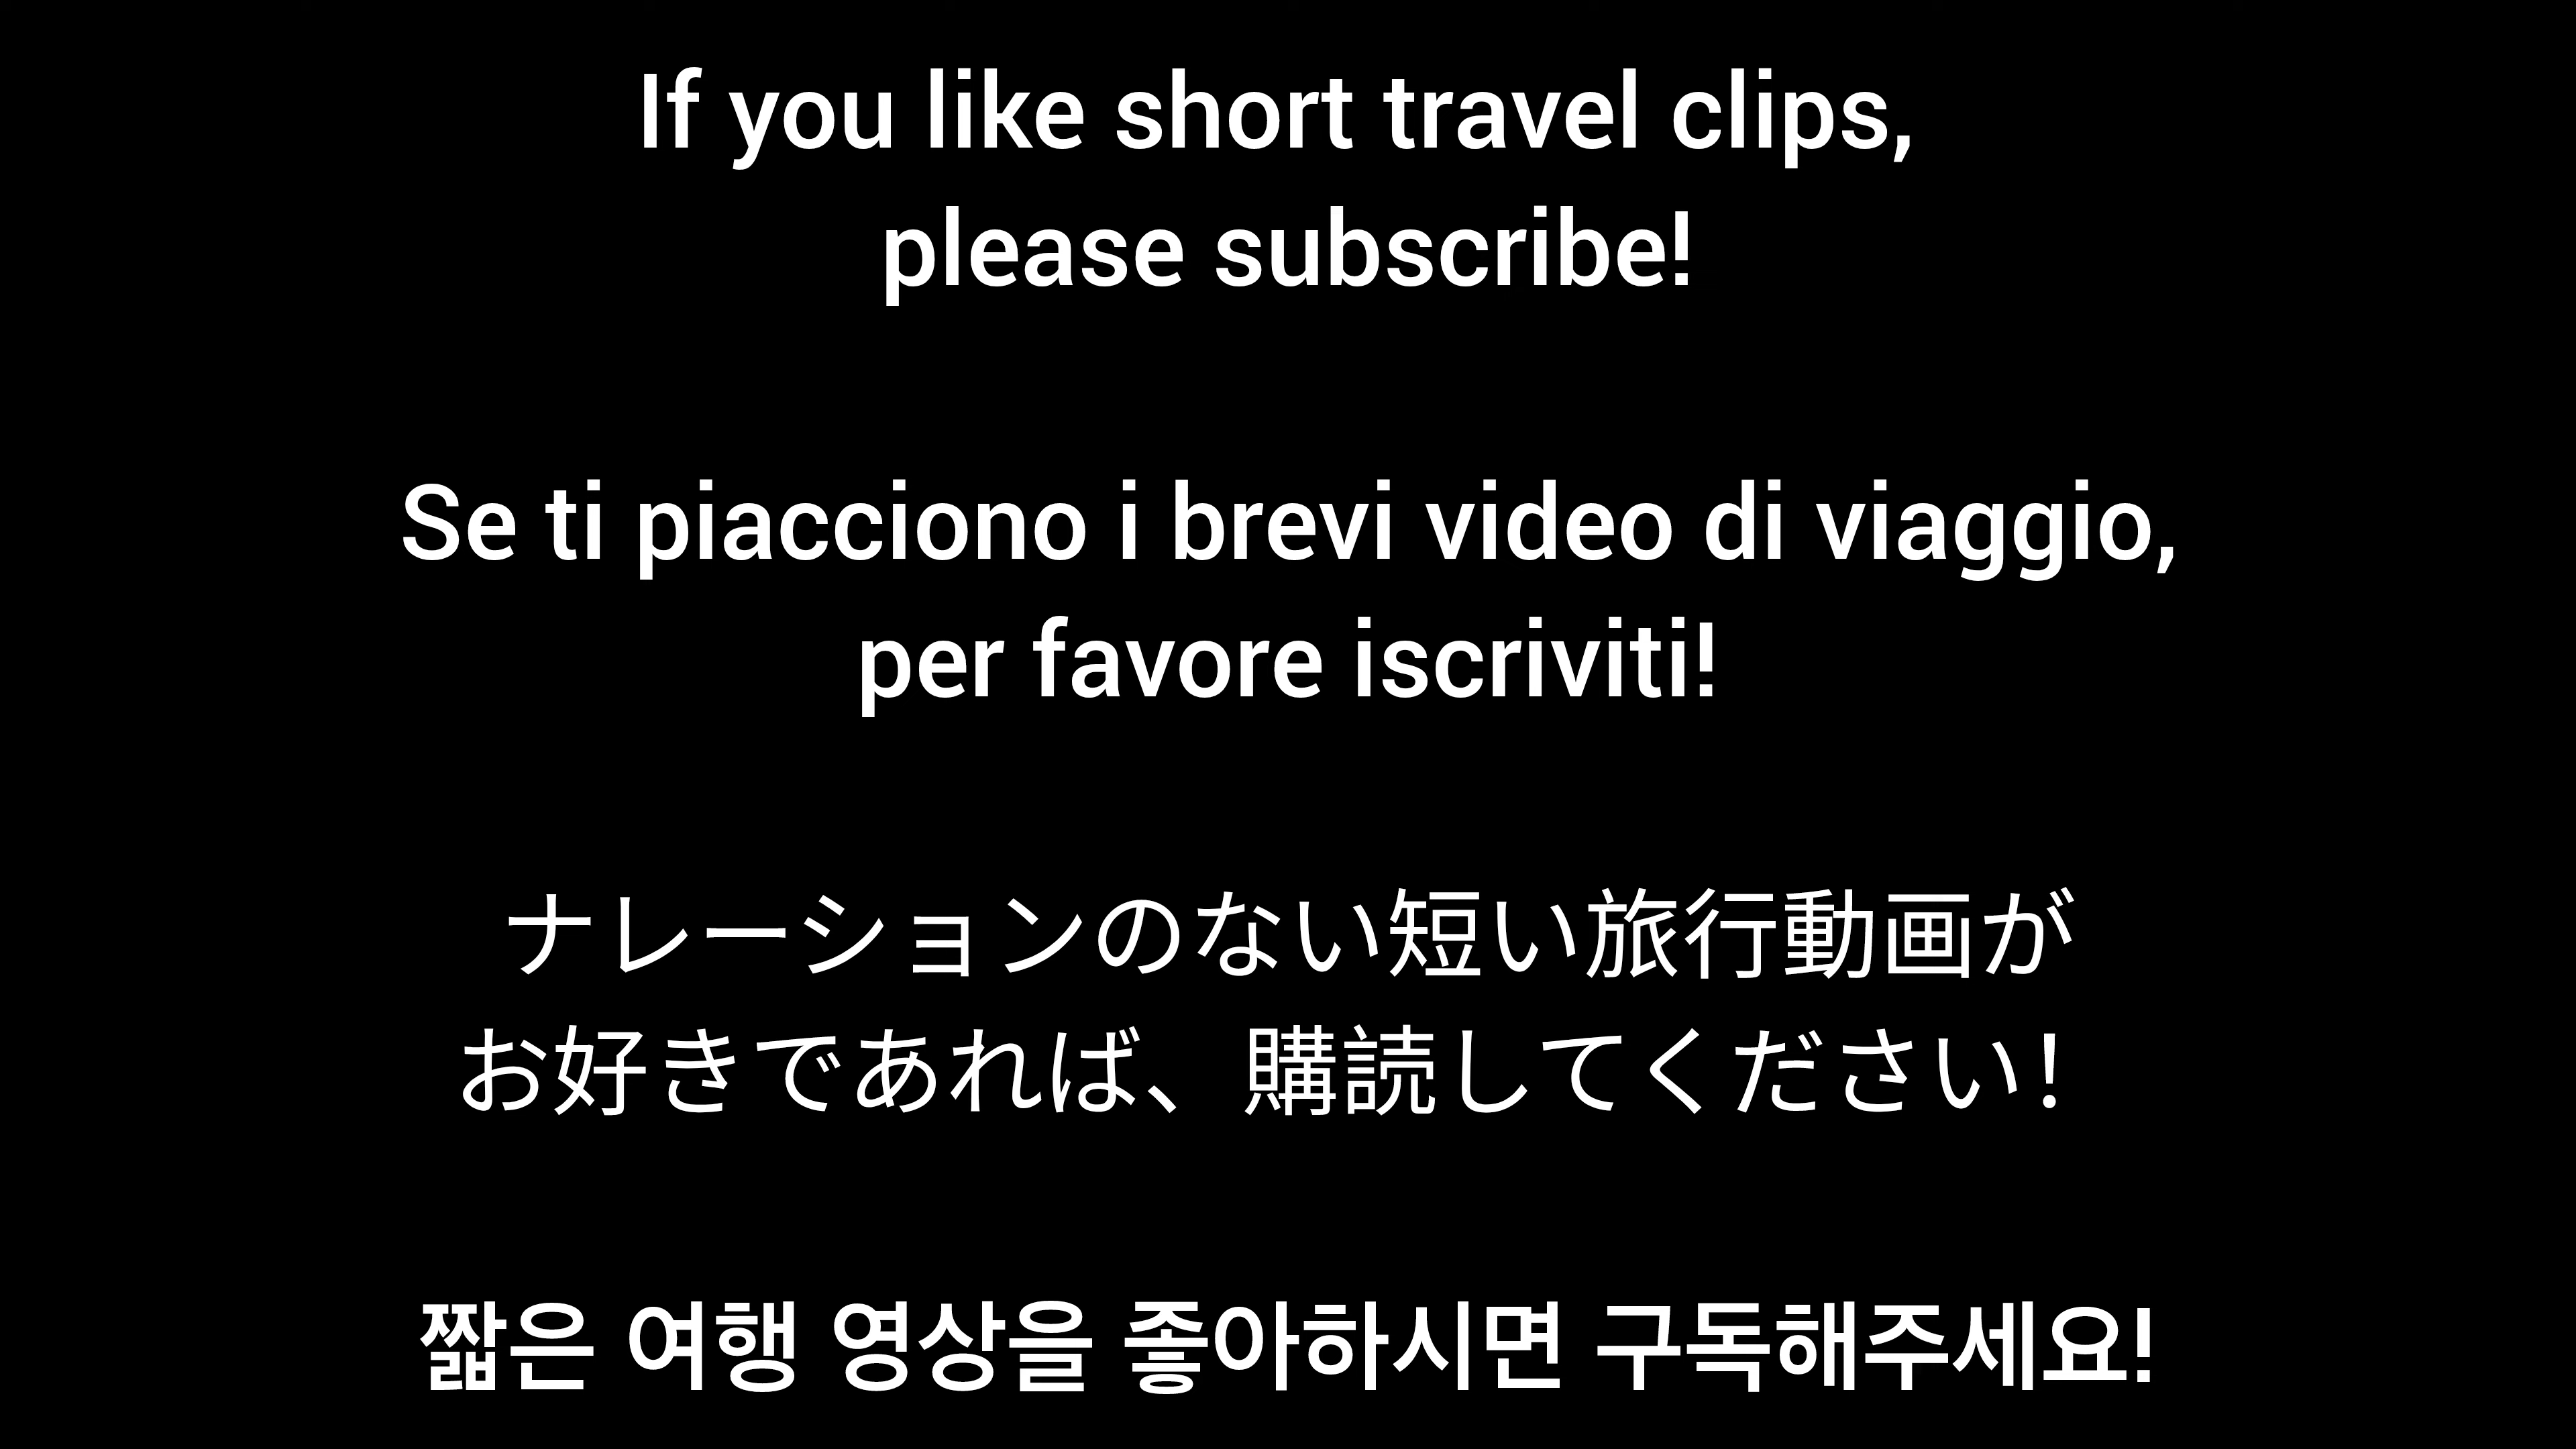 If you like short travel clips,
please subscribe!
Se ti piacciono i brevi video di viaggio,
per favore iscriviti!
ナレーションのない短い旅行動画が
お好きであれば、購読してください!
짧은 여행 영상을 좋아하시면 구독해주세요!